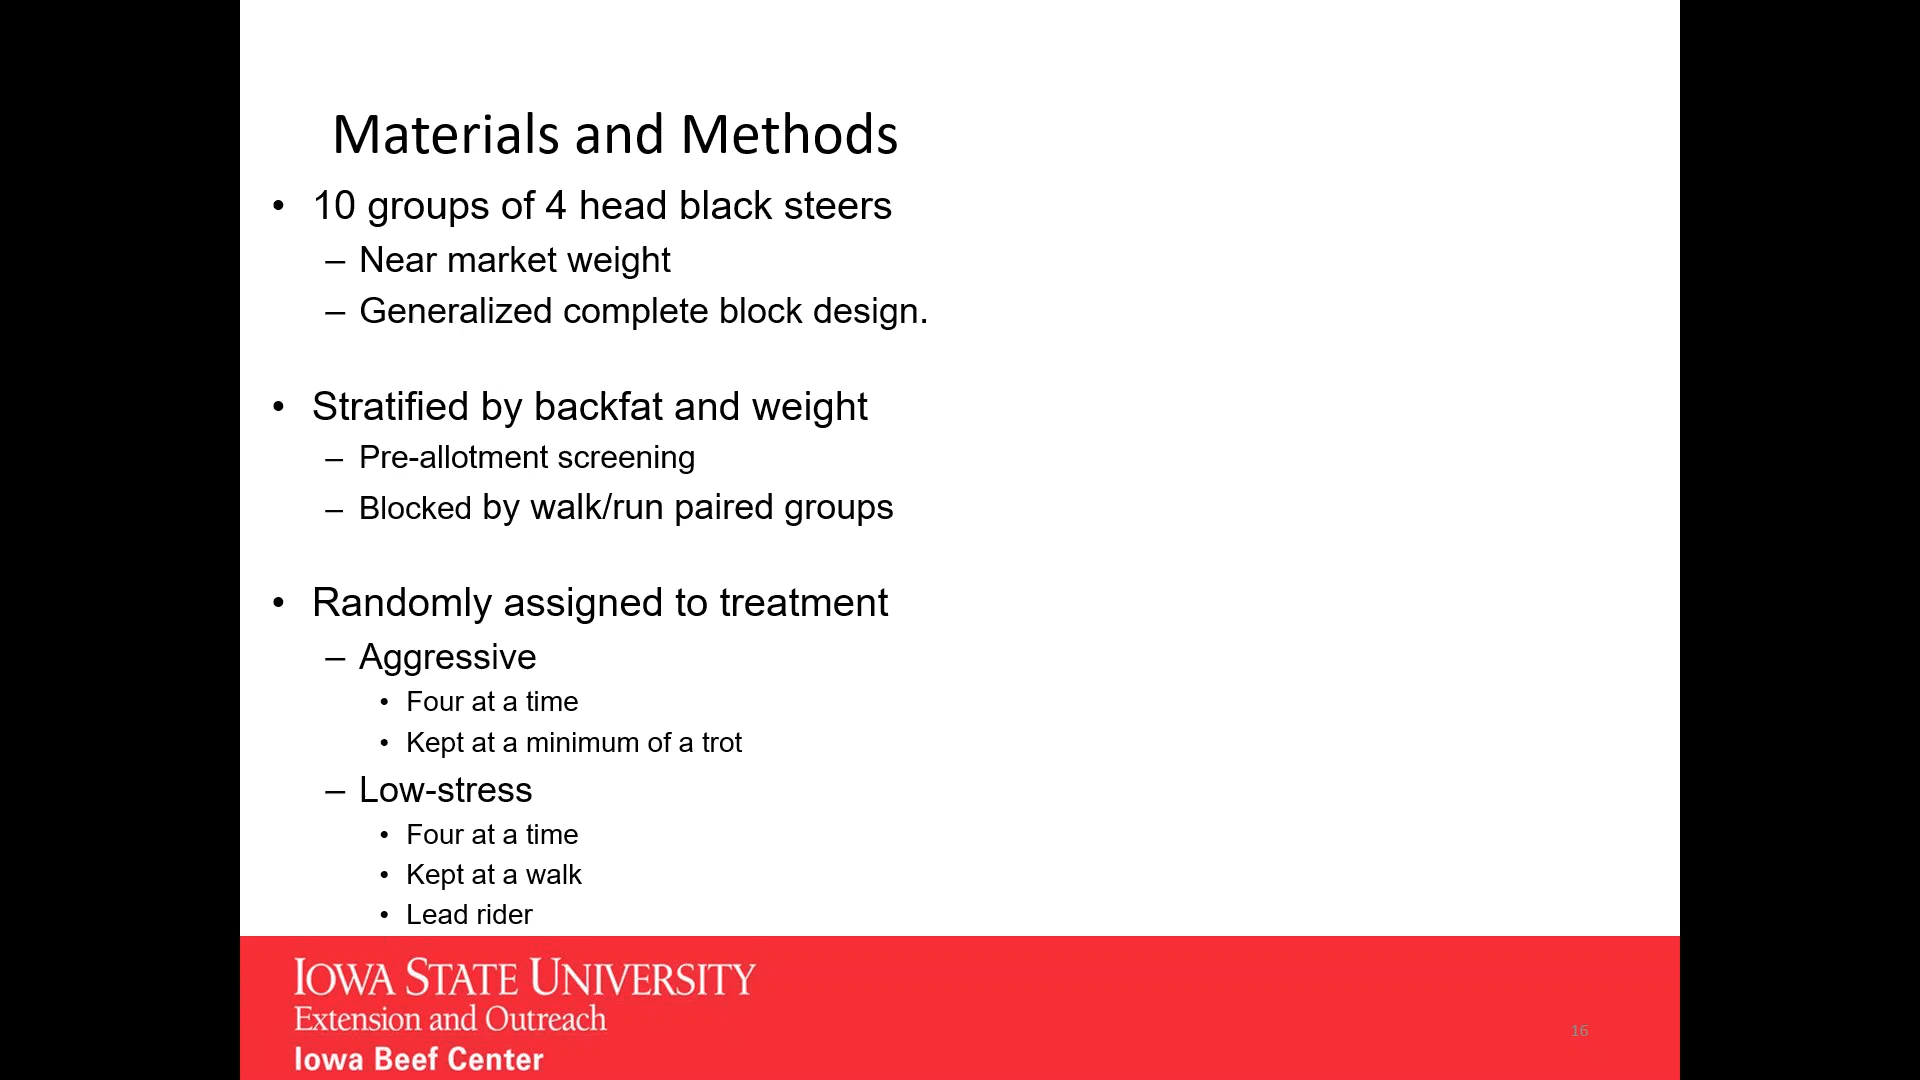 Materials and Methods
• 10 groups of 4 head black steers
– Near market weight
– Generalized complete block design.
• Stratified by backfat and weight
– Pre-allotment screening
– Blocked by walk/run paired groups
• Randomly assigned to treatment
– Aggressive
• Four at a time
• Kept at a minimum of a trot
– Low-stress
• Four at a time
• Kept at a walk
• Lead rider
IOWA STATE UNIVERSITY
Extension and Outreach
Iowa Beef Center
16